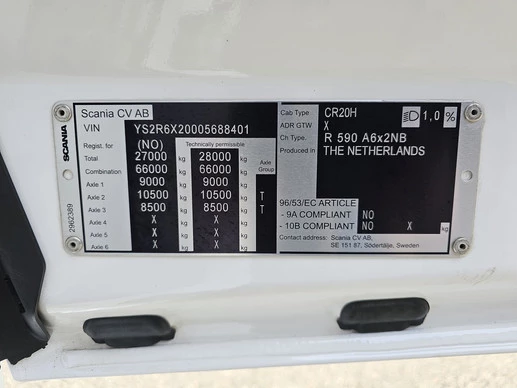 SCANIA
2962389
Scania CV AB
VIN YS2R6X20005688401
Regist. for (NO) Technically permissible
Total 27000 kg 28000 kg Axle Group
Combination 66000 kg 66000 kg
Axle 1 9000 kg 9000 kg
Axle 2 10500 kg 10500 kg T
Axle 3 8500 kg 8500 kg T
Axle 4 X kg X kg
Axle 5 X kg X kg
Axle 6 X kg X kg
Cab Type CR20H 1,0 %
ADR GTW X
Ch.Type R 590 A6x2NB
Produced in THE NETHERLANDS
96/53/EC ARTICLE
- 9A COMPLIANT NO
- 10B COMPLIANT NO X kg
Contact address: Scania CV AB,
SE 151 87, Södertälje, Sweden